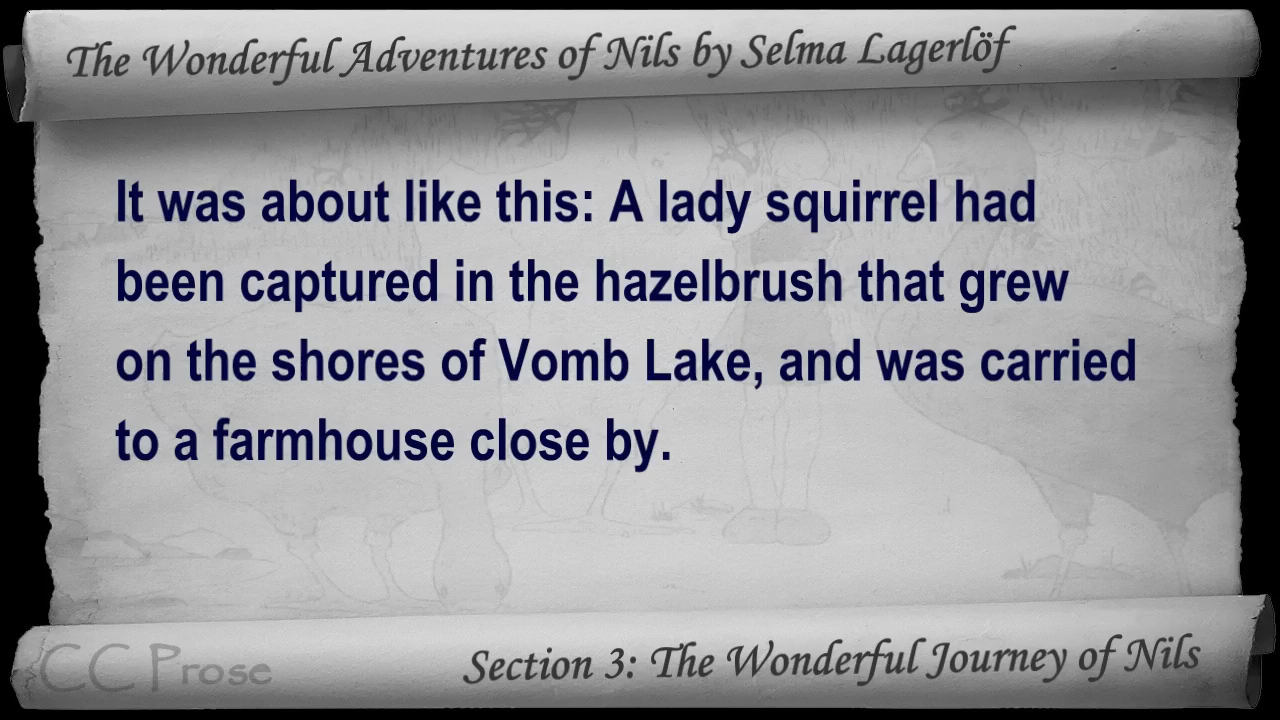 The Wonderful Adventures of Nils by Selma Lagerlöf
It was about like this: A lady squirrel had
been captured in the hazelbrush that grew
on the shores of Vomb Lake, and was carried
to a farmhouse close by.
CC Prose
Section 3: The Wonderful Journey of Nils